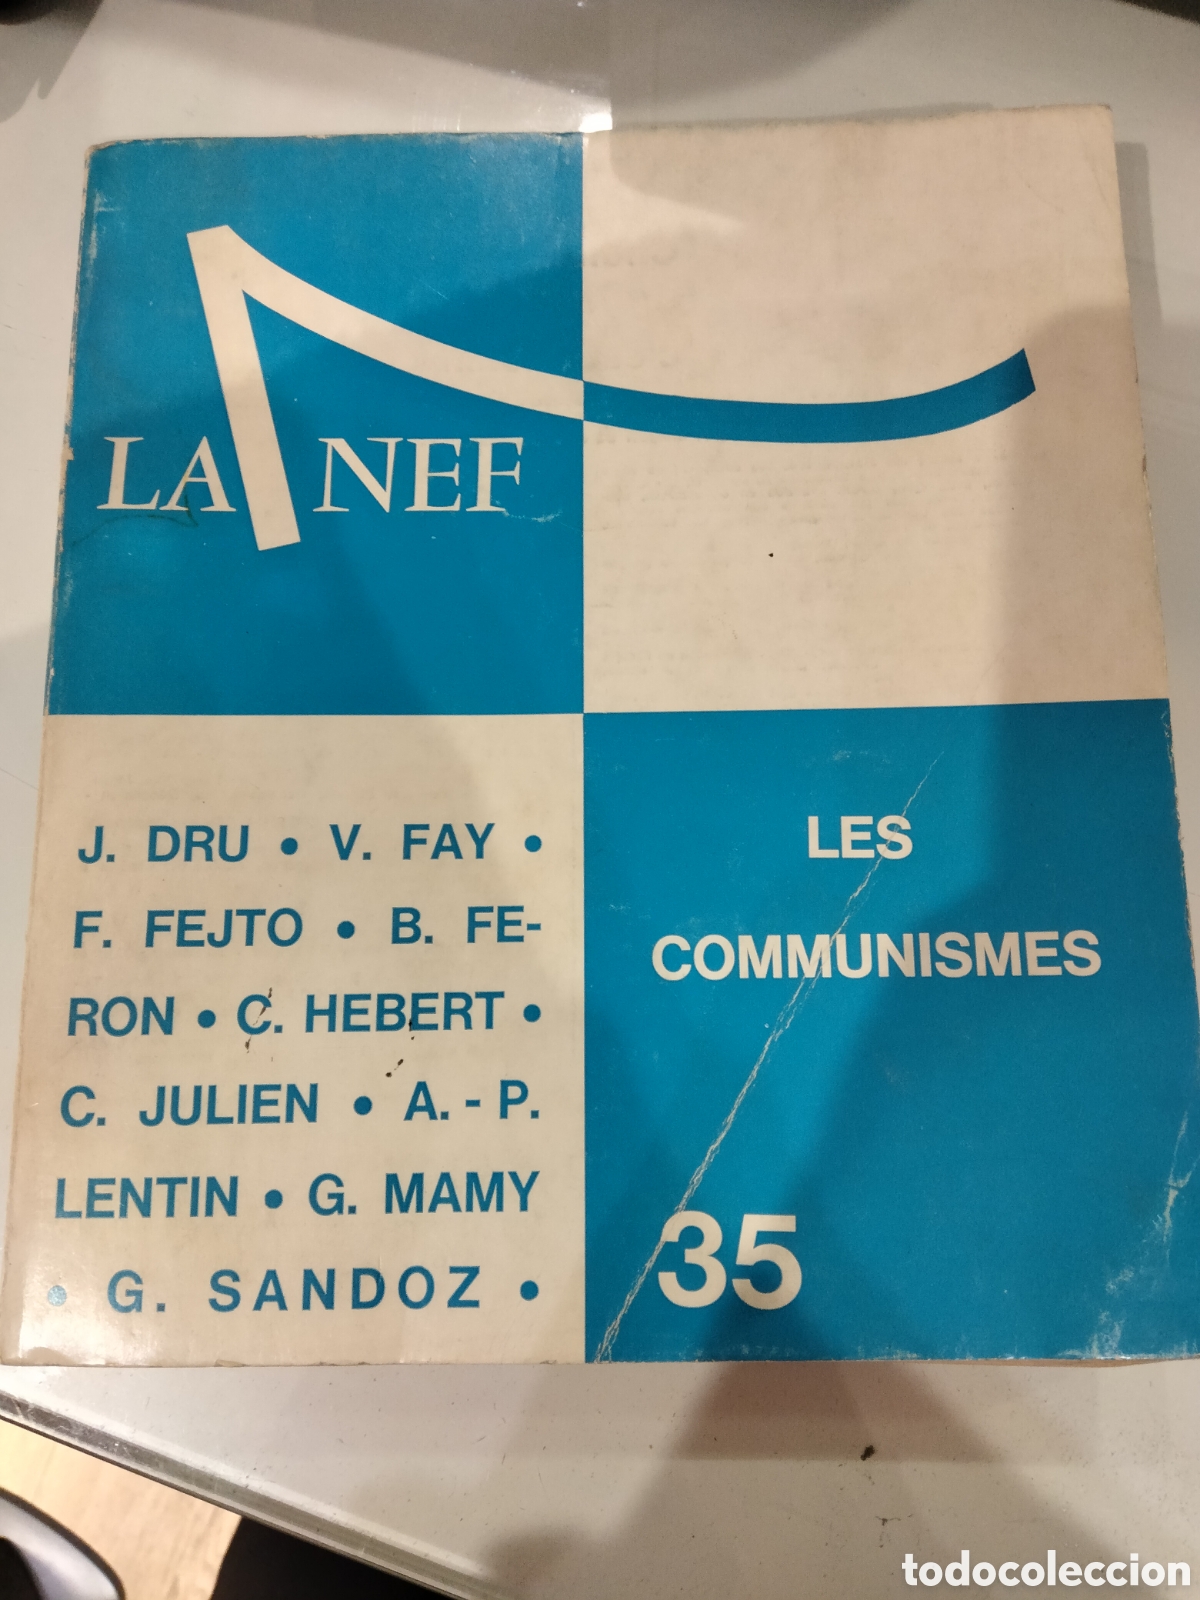 LA NEF
J. DRU • V. FAY •
F. FEJTO • B. FE-
RON • C. HEBERT •
C. JULIEN • A.-P.
LENTIN • G. MAMY
• G. SANDOZ •
LES
COMMUNISMES
35
todocoleccion